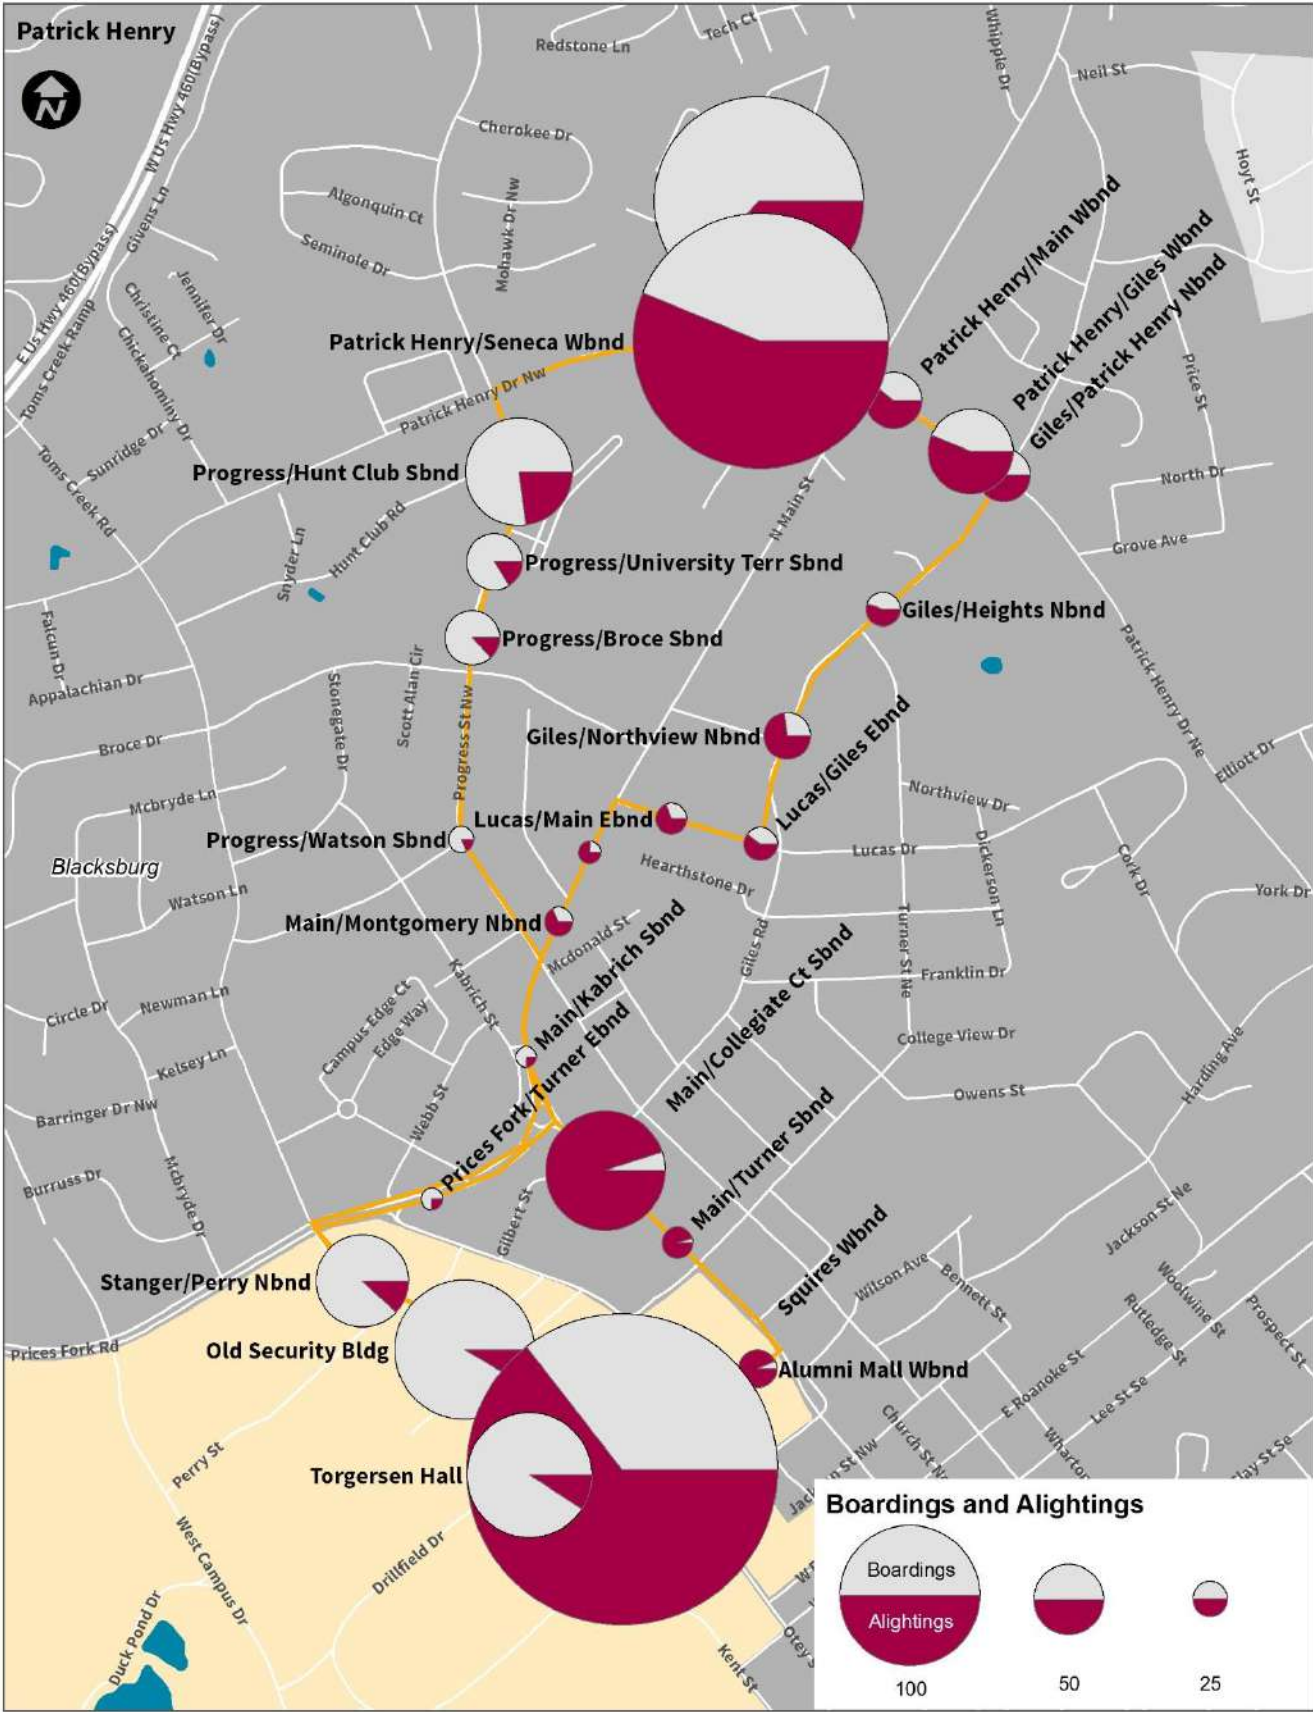 Patrick Henry
N
Redstone Ln
Tech Ct
Whipple Dr
Neil St
W Us Hwy 460(Bypass)
Cherokee Dr
Hoyt St
Algonquin Ct
Mohawk Dr Nw
Givens Ln
Seminole Dr
E Us Hwy 460(Bypass)
Jennifer Dr
Christine Ct
Patrick Henry/Main Wbnd
Patrick Henry/Giles Wbnd
Giles/Patrick Henry Nbnd
Toms Creek Ramp
Chickahominy Dr
Patrick Henry/Seneca Wbnd
Price St
Patrick Henry Dr Nw
Sunridge Dr
Toms Creek Rd
Progress/Hunt Club Sbnd
North Dr
N Main St
Hunt Club Rd
Snyder Ln
Grove Ave
Progress/University Terr Sbnd
Giles/Heights Nbnd
Falcun Dr
Progress/Broce Sbnd
Patrick Henry Dr Ne
Appalachian Dr
Scott Alan Cir
Stonegate Dr
Broce Dr
Progress St Nw
Giles/Northview Nbnd
Lucas/Giles Ebnd
Elliott Dr
Mcbryde Ln
Northview Dr
Lucas/Main Ebnd
Progress/Watson Sbnd
Lucas Dr
Dickerson Ln
Hearthstone Dr
Cork Dr
Blacksburg
York Dr
Watson Ln
Main/Montgomery Nbnd
Mcdonald St
Main/Kabrich Sbnd
Giles Rd
Turner St Ne
Main/Collegiate Ct Sbnd
Franklin Dr
Kabrich St
Circle Dr
Newman Ln
Campus Edge Ct
Edge Way
College View Dr
Kelsey Ln
Prices Fork/Turner Ebnd
Harding Ave
Owens St
Barringer Dr Nw
Webb St
Main/Turner Sbnd
Burruss Dr
Mcbryde Dr
Gilbert St
Jackson St Ne
Squires Wbnd
Wilson Ave
Bennett St
Woolwine St
Rutledge St
Prospect St
Stanger/Perry Nbnd
Prices Fork Rd
Old Security Bldg
Alumni Mall Wbnd
E Roanoke St
Lee St Se
Church St N
Wharton
Clay St Se
Perry St
Torgersen Hall
West Campus Dr
Drillfield Dr
Duck Pond Dr
Kent St
Otey S
Boardings and Alightings
Boardings
Alightings
100
50
25